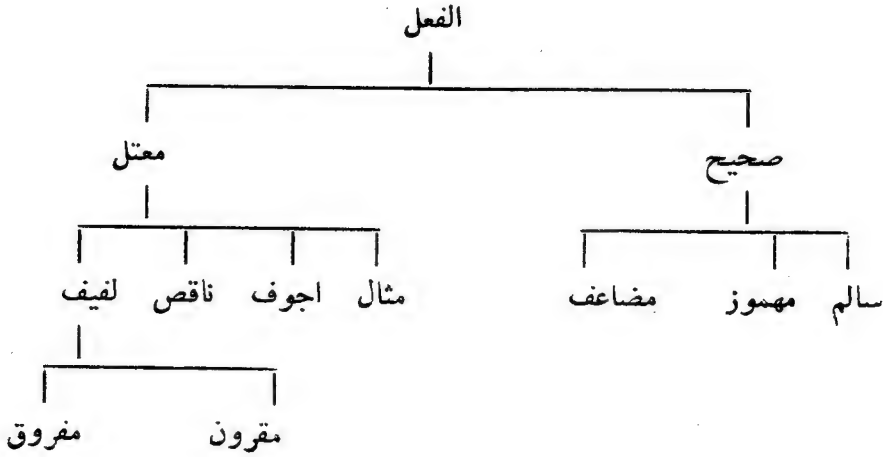 الفعل
صحيح معتل
سالم مهموز مضاعف مثال اجوف ناقص لفيف
مقرون مفروق